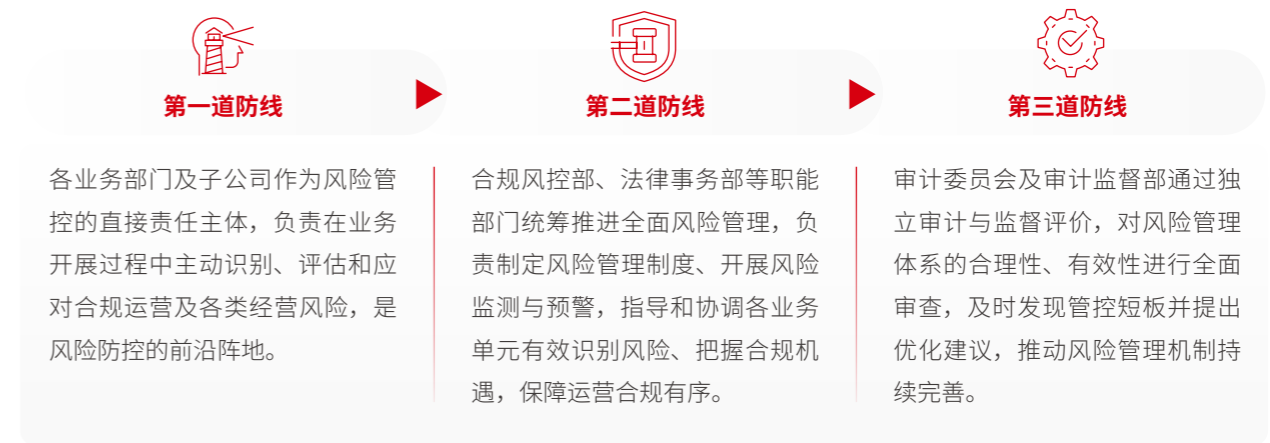 第一道防线
各业务部门及子公司作为风险管
控的直接责任主体，负责在业务
开展过程中主动识别、评估和应
对合规运营及各类经营风险，是
风险防控的前沿阵地。
第二道防线
合规风控部、法律事务部等职能
部门统筹推进全面风险管理，负
责制定风险管理制度、开展风险
监测与预警，指导和协调各业务
单元有效识别风险、把握合规机
遇，保障运营合规有序。
第三道防线
审计委员会及审计监督部通过独
立审计与监督评价，对风险管理
体系的合理性、有效性进行全面
审查，及时发现管控短板并提出
优化建议，推动风险管理机制持
续完善。